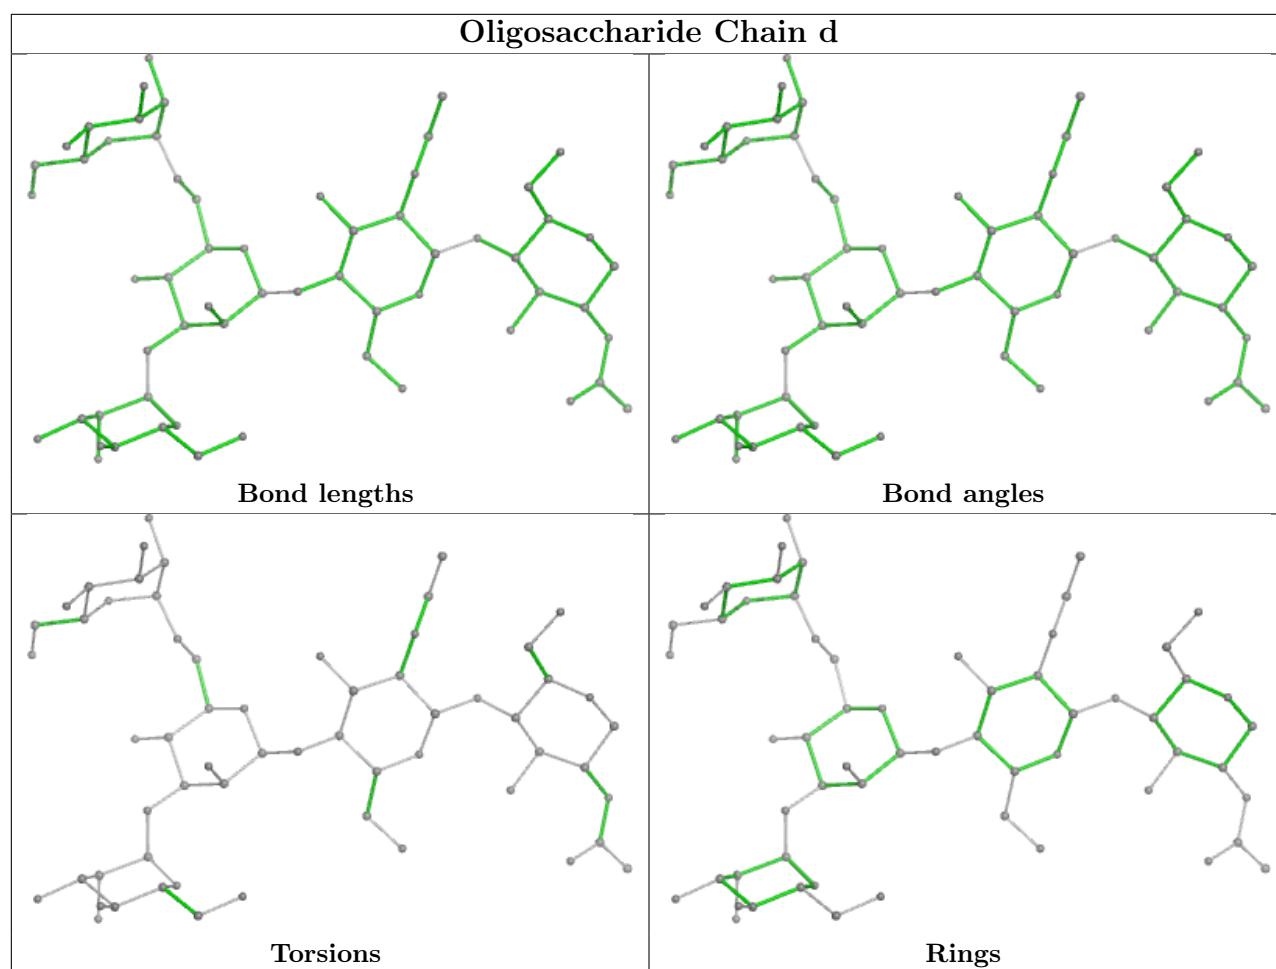 Oligosaccharide Chain d
Bond lengths
Bond angles
Torsions
Rings